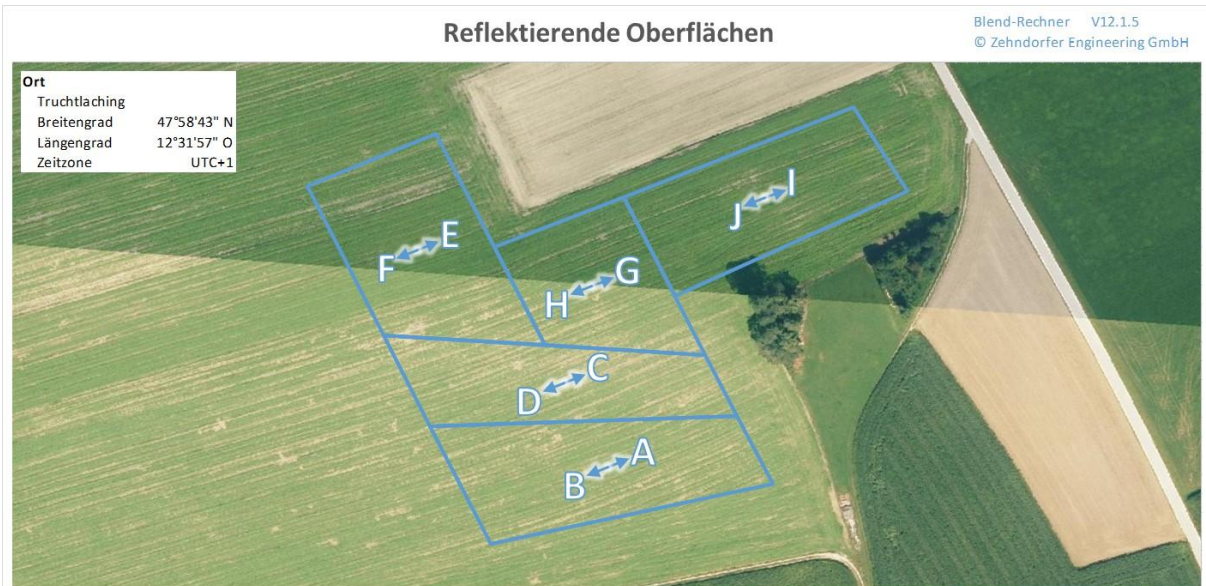 Reflektierende Oberflächen
Blend-Rechner V12.1.5
© Zehndorfer Engineering GmbH
Ort
Truchtlaching
Breitengrad 47°58'43" N
Längengrad 12°31'57" O
Zeitzone UTC+1
I
J
E
F
G
H
C
D
A
B